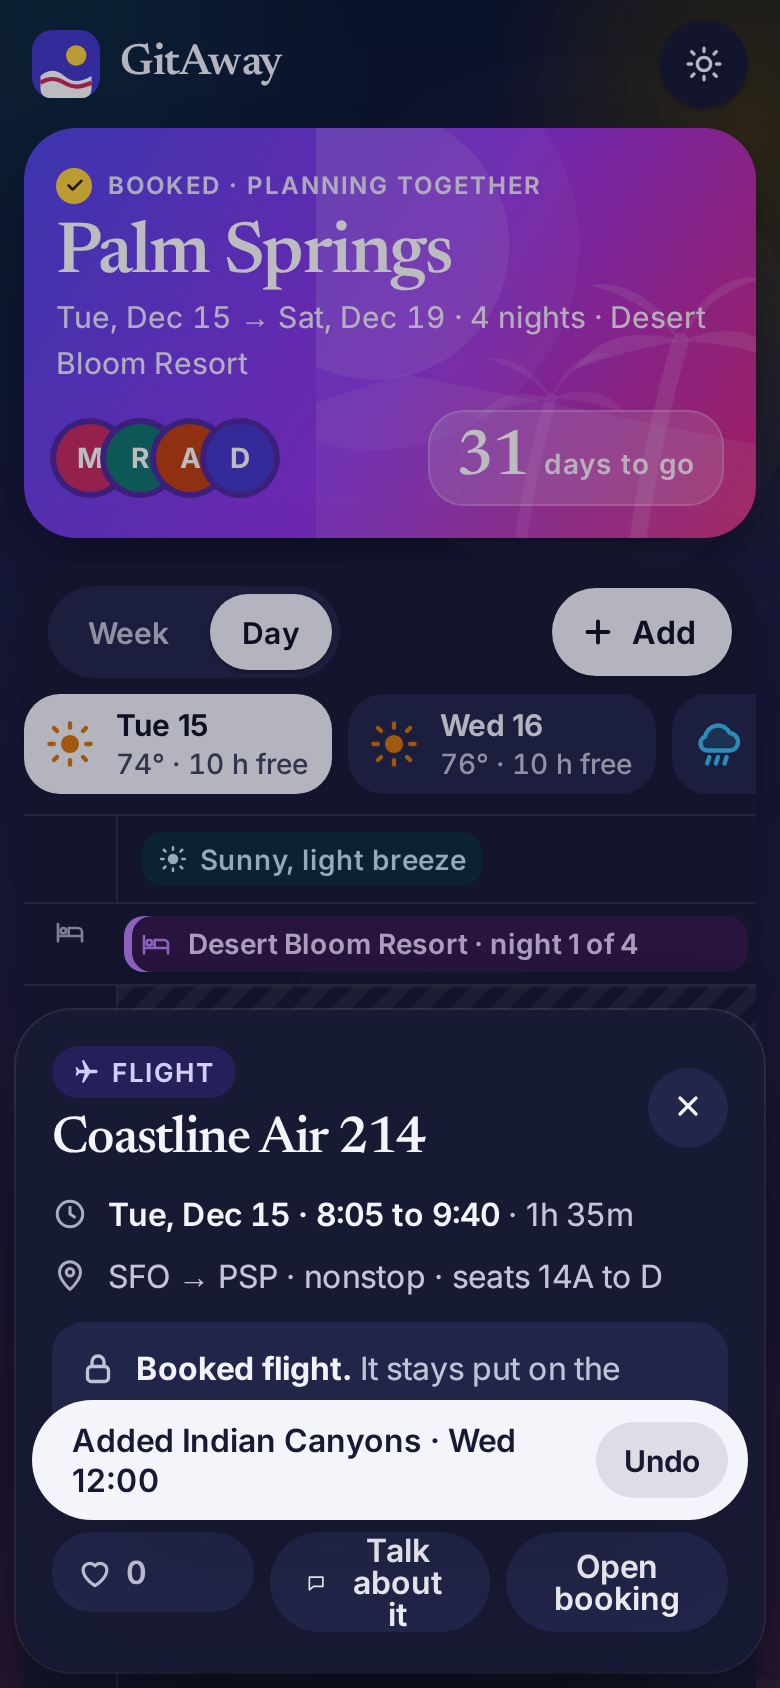 GitAway
BOOKED · PLANNING TOGETHER
Palm Springs
Tue, Dec 15 → Sat, Dec 19 · 4 nights · Desert
Bloom Resort
M R A D
31 days to go
Week Day + Add
Tue 15
74° · 10 h free
Wed 16
76° · 10 h free
Sunny, light breeze
Desert Bloom Resort · night 1 of 4
FLIGHT
Coastline Air 214
Tue, Dec 15 · 8:05 to 9:40 · 1h 35m
SFO → PSP · nonstop · seats 14A to D
Booked flight. It stays put on the
Added Indian Canyons · Wed
12:00
Undo
0
Talk
about
it
Open
booking